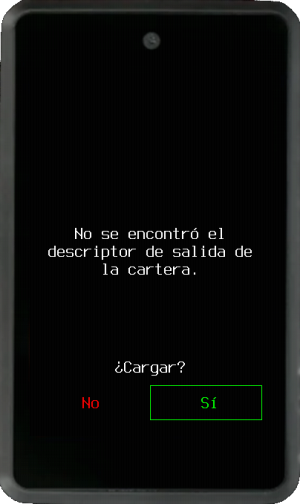 No se encontró el
descriptor de salida de
la cartera.
¿Cargar?
No
Sí